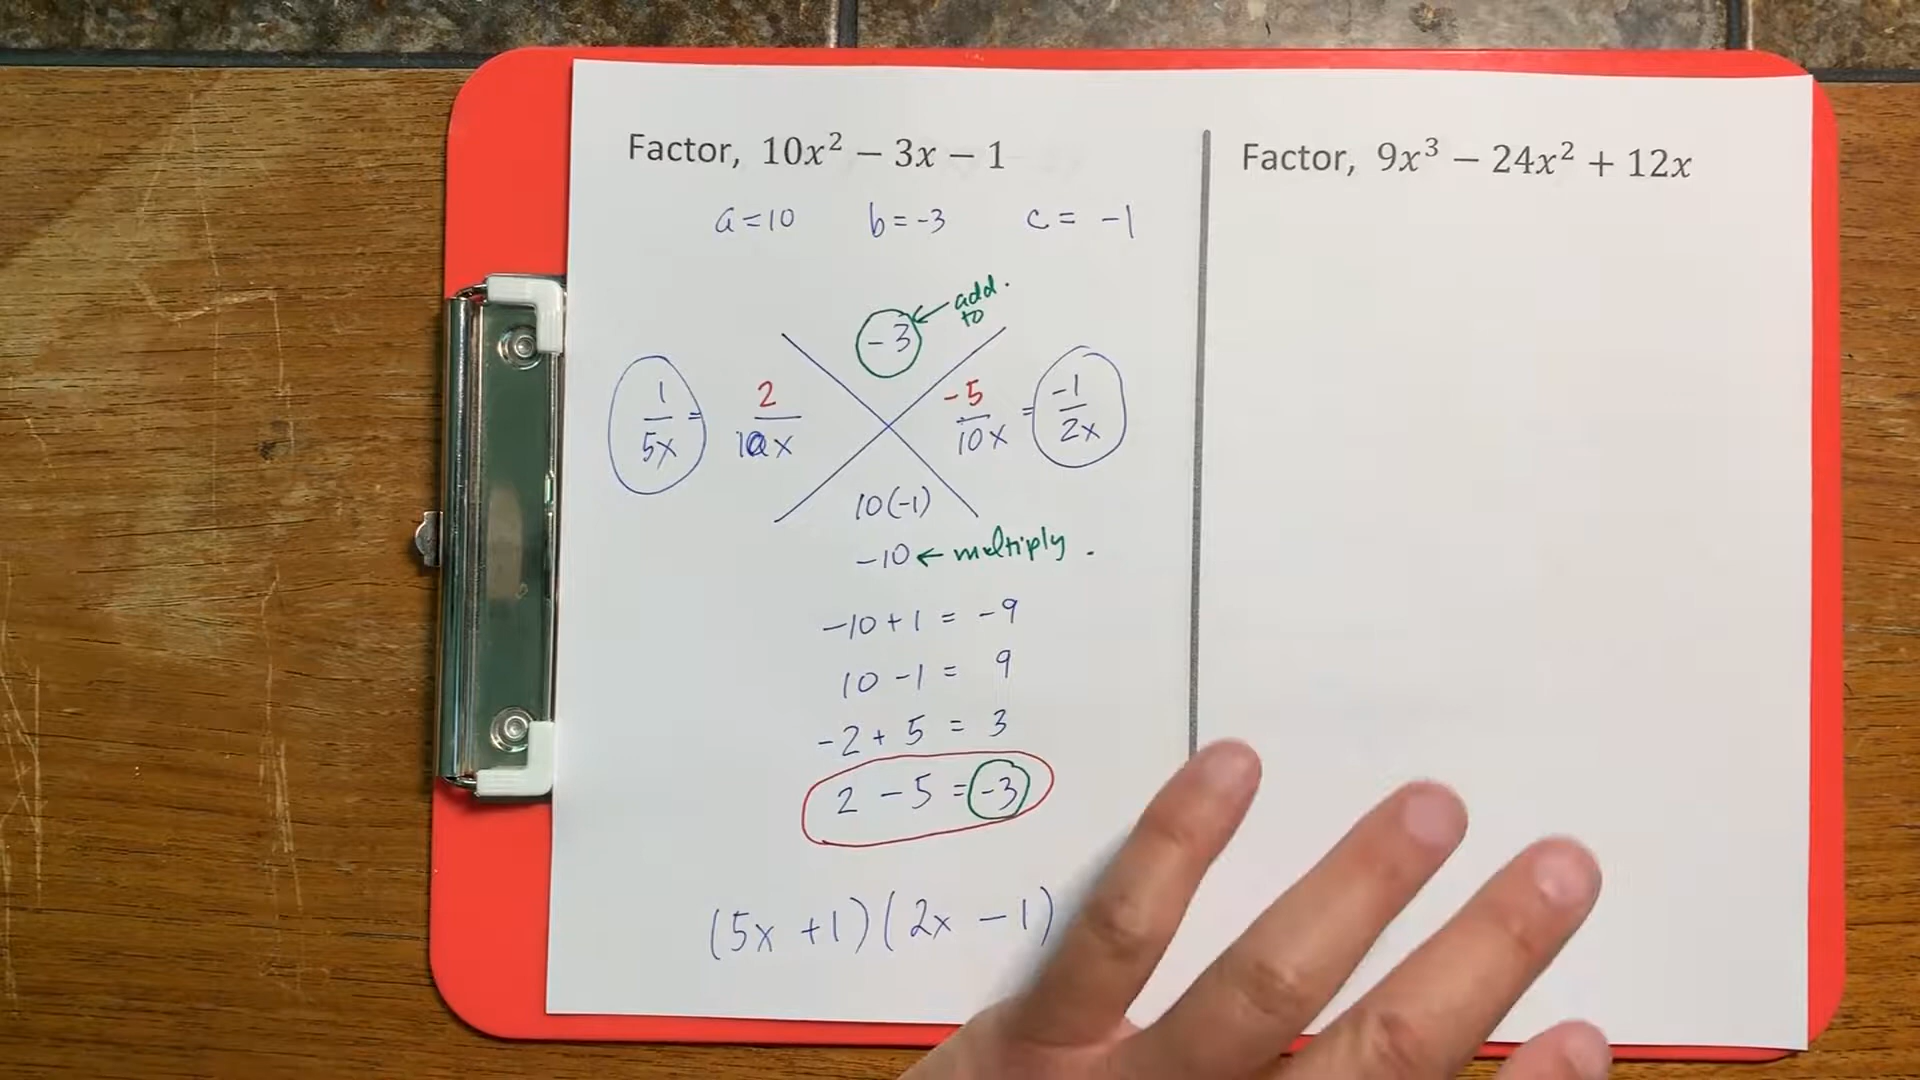 Factor, 10x² − 3x − 1
a = 10 b = -3 c = -1
add to
-3
1/5x = 2/10x
-5/10x = -1/2x
10(-1)
-10 ← multiply.
-10 + 1 = -9
10 - 1 = 9
-2 + 5 = 3
2 - 5 = -3
(5x + 1)(2x - 1)
Factor, 9x³ − 24x² + 12x